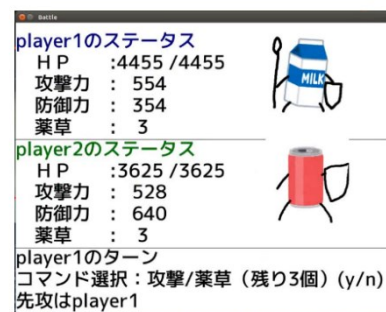 Battle
player1のステータス
HP :4455 /4455
攻撃力 : 554
防御力 : 354
薬草 : 3
MILK
player2のステータス
HP :3625 /3625
攻撃力 : 528
防御力 : 640
薬草 : 3
player1のターン
コマンド選択：攻撃/薬草（残り3個）(y/n)
先攻はplayer1